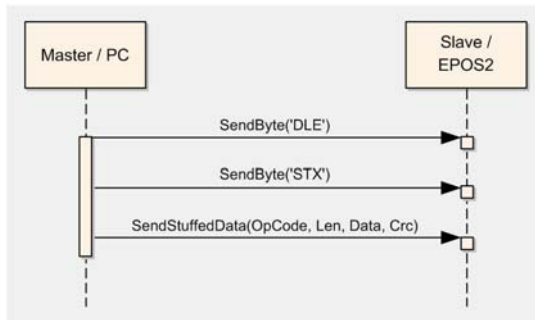 Master / PC
Slave /
EPOS2
SendByte('DLE')
SendByte('STX')
SendStuffedData(OpCode, Len, Data, Crc)